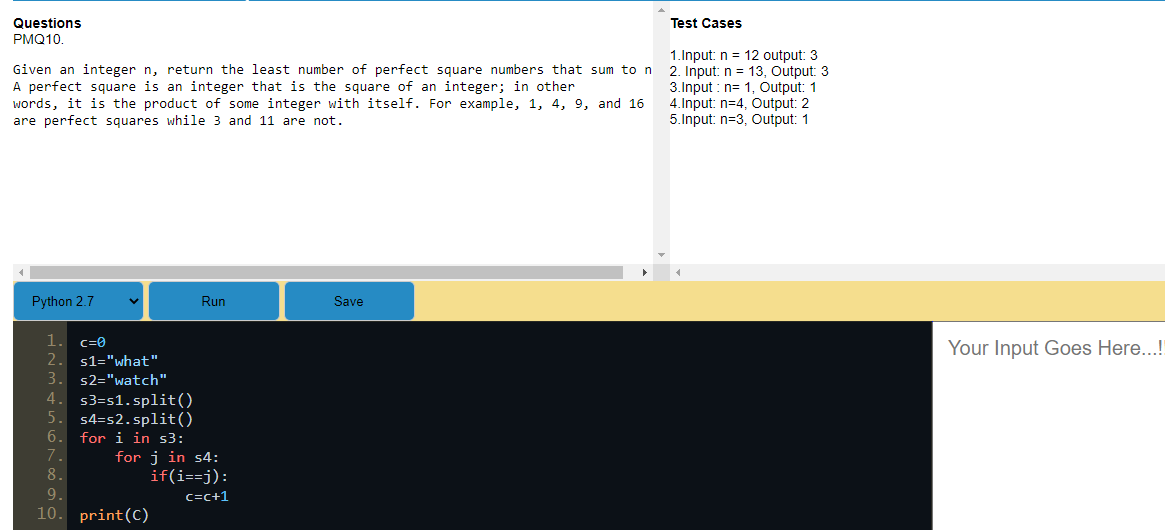 Questions
PMQ10.
Given an integer n, return the least number of perfect square numbers that sum to n
A perfect square is an integer that is the square of an integer; in other
words, it is the product of some integer with itself. For example, 1, 4, 9, and 16
are perfect squares while 3 and 11 are not.
Test Cases
1.Input: n = 12 output: 3
2. Input: n = 13, Output: 3
3.Input : n= 1, Output: 1
4.Input: n=4, Output: 2
5.Input: n=3, Output: 1
Python 2.7 Run Save
1. c=0
2. s1="what"
3. s2="watch"
4. s3=s1.split()
5. s4=s2.split()
6. for i in s3:
7. for j in s4:
8. if(i==j):
9. c=c+1
10. print(C)
Your Input Goes Here...!